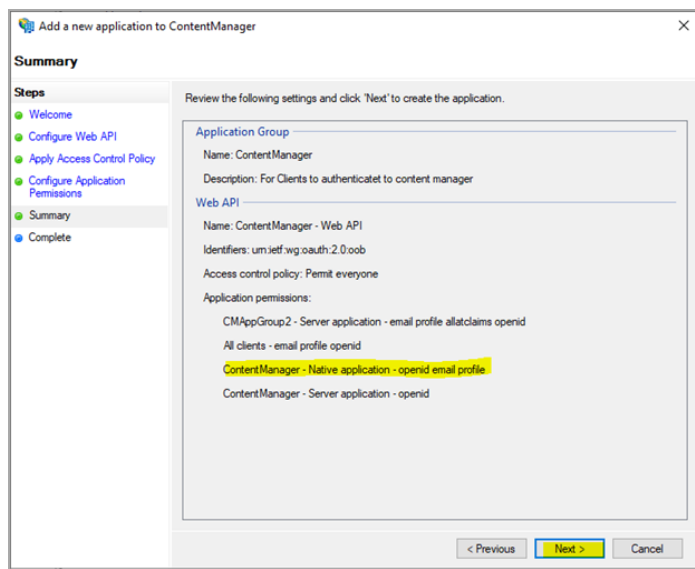 Add a new application to ContentManager
Summary
Steps
Welcome
Configure Web API
Apply Access Control Policy
Configure Application
Permissions
Summary
Complete
Review the following settings and click 'Next' to create the application.
Application Group
Name: ContentManager
Description: For Clients to authenticatet to content manager
Web API
Name: ContentManager - Web API
Identifiers: urn:ietf:wg:oauth:2.0:oob
Access control policy: Permit everyone
Application permissions:
CMAppGroup2 - Server application - email profile allatclaims openid
All clients - email profile openid
ContentManager - Native application - openid email profile
ContentManager - Server application - openid
< Previous
Next >
Cancel